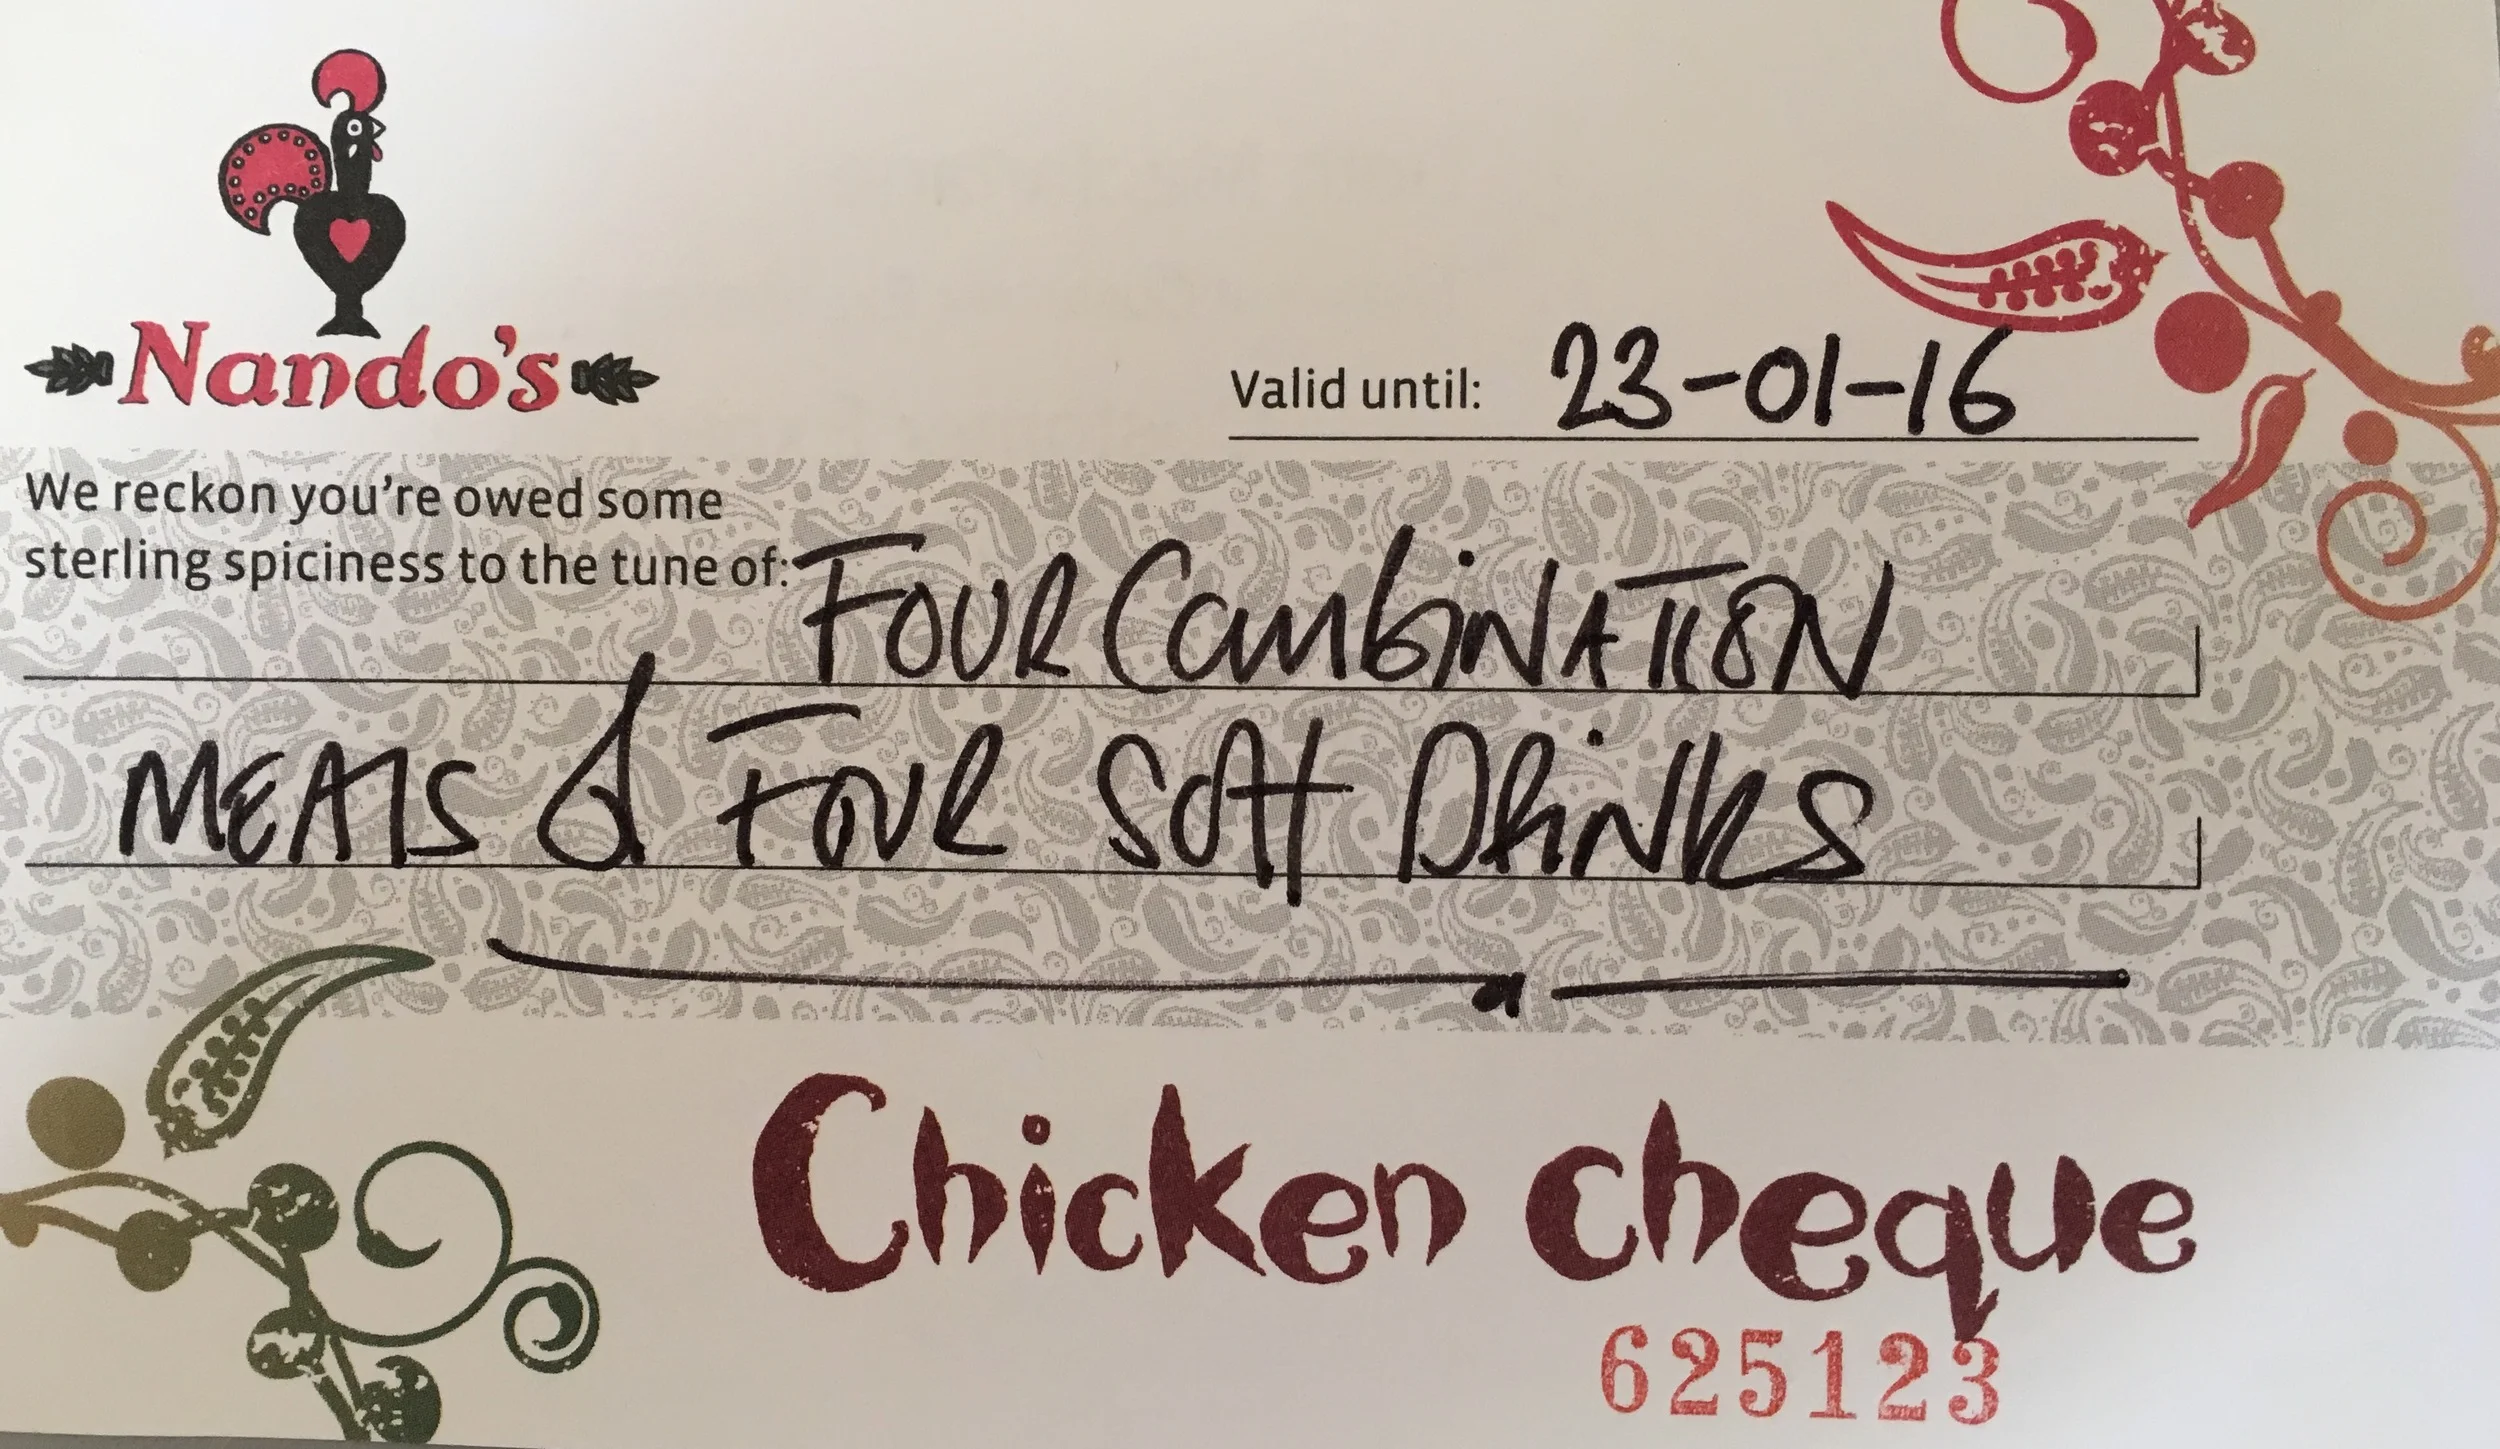 Nando's
Valid until: 23-01-16
We reckon you're owed some
sterling spiciness to the tune of: FOUR COMBINATION
MEALS & FOUR SOFT DRINKS
Chicken cheque
625123